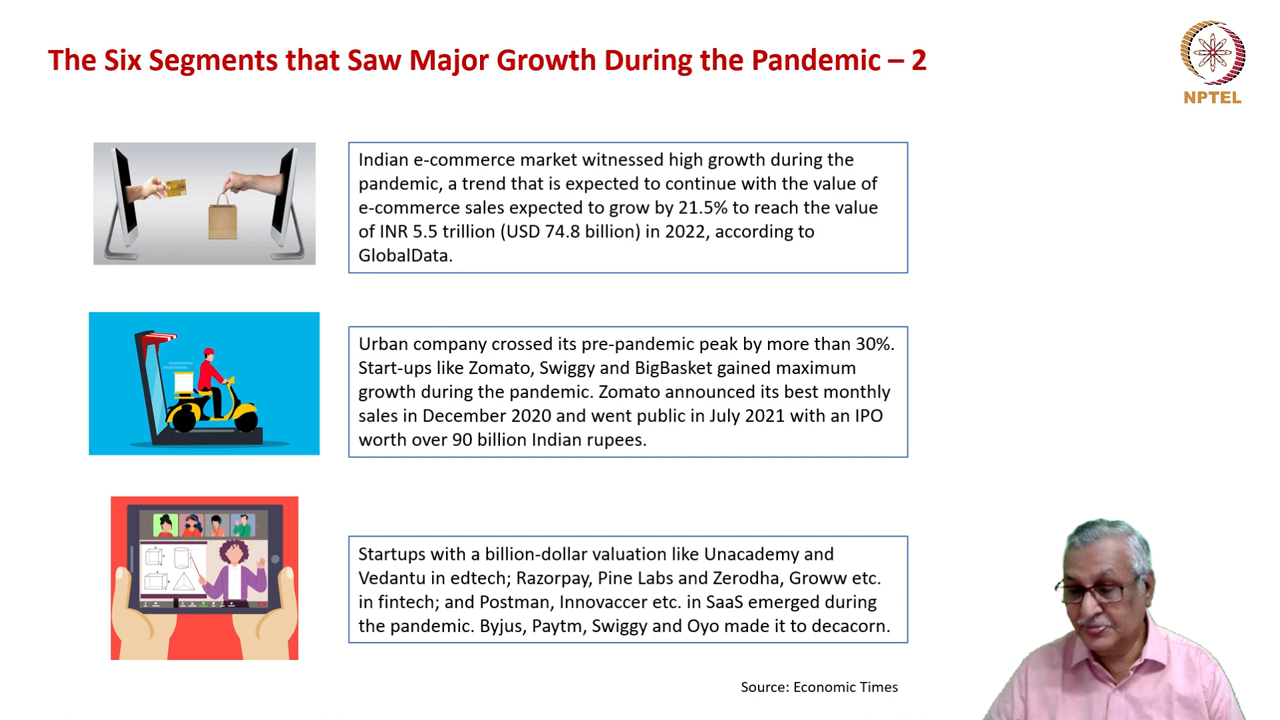 The Six Segments that Saw Major Growth During the Pandemic – 2
NPTEL
Indian e-commerce market witnessed high growth during the
pandemic, a trend that is expected to continue with the value of
e-commerce sales expected to grow by 21.5% to reach the value
of INR 5.5 trillion (USD 74.8 billion) in 2022, according to
GlobalData.
Urban company crossed its pre-pandemic peak by more than 30%.
Start-ups like Zomato, Swiggy and BigBasket gained maximum
growth during the pandemic. Zomato announced its best monthly
sales in December 2020 and went public in July 2021 with an IPO
worth over 90 billion Indian rupees.
Startups with a billion-dollar valuation like Unacademy and
Vedantu in edtech; Razorpay, Pine Labs and Zerodha, Groww etc.
in fintech; and Postman, Innovaccer etc. in SaaS emerged during
the pandemic. Byjus, Paytm, Swiggy and Oyo made it to decacorn.
Source: Economic Times